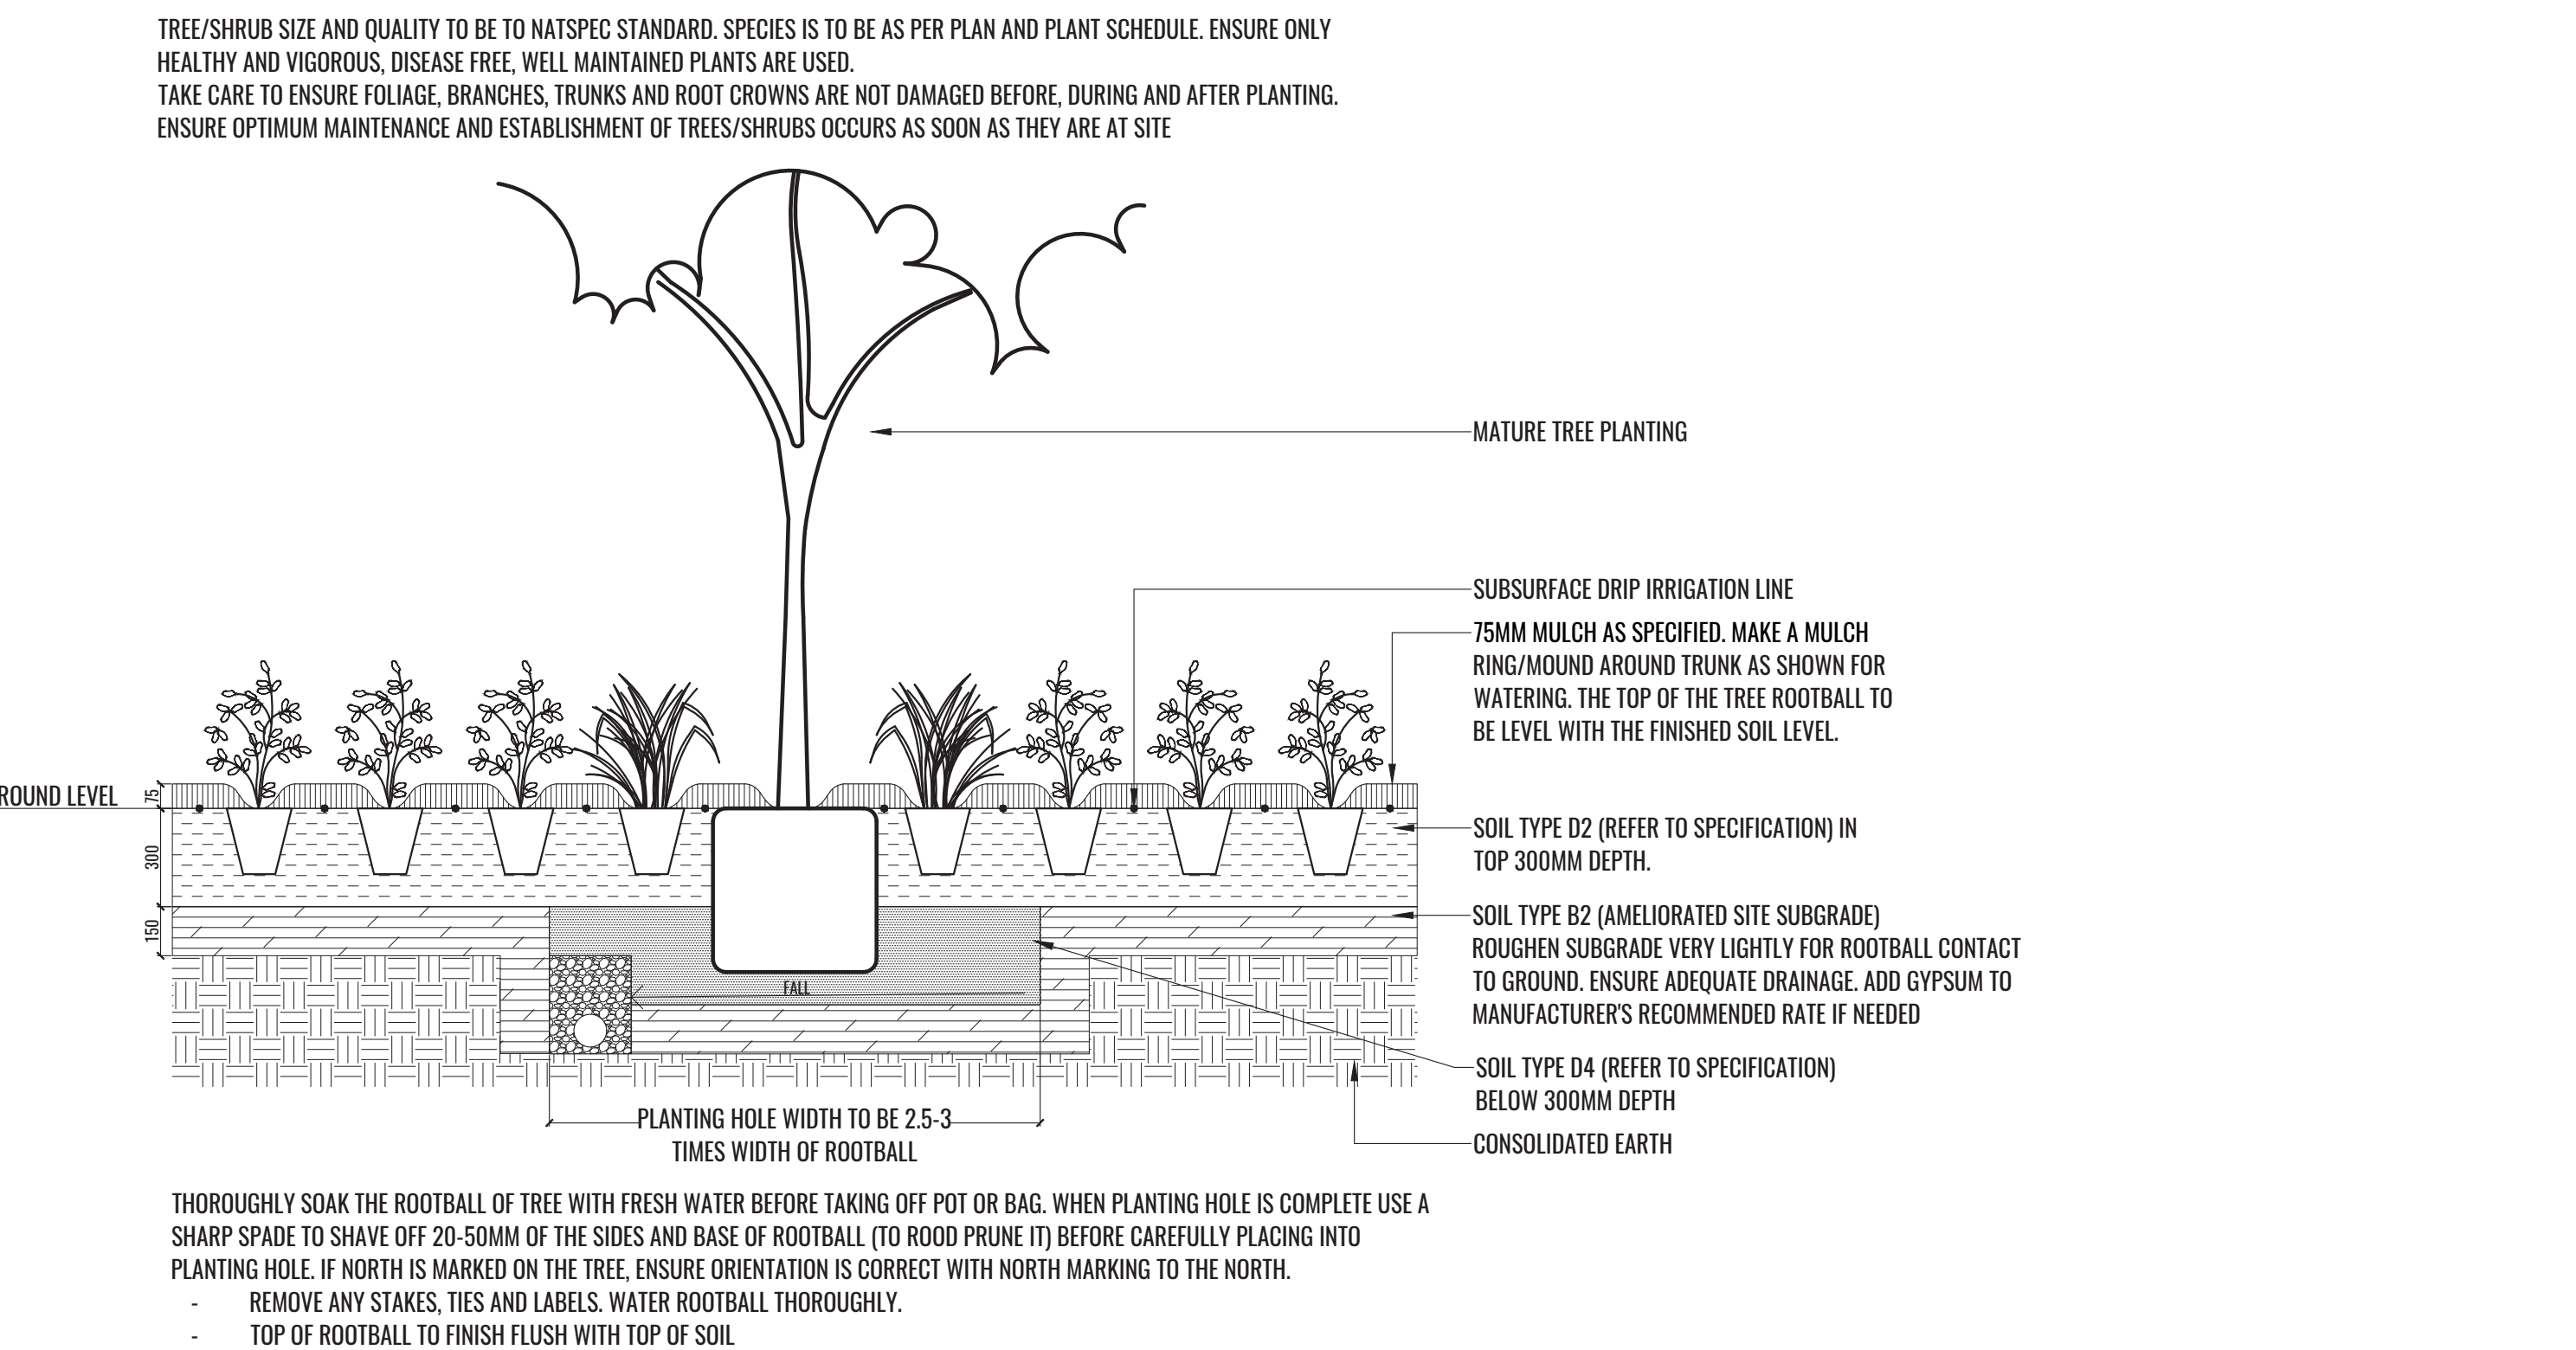 TREE/SHRUB SIZE AND QUALITY TO BE TO NATSPEC STANDARD. SPECIES IS TO BE AS PER PLAN AND PLANT SCHEDULE. ENSURE ONLY
HEALTHY AND VIGOROUS, DISEASE FREE, WELL MAINTAINED PLANTS ARE USED.
TAKE CARE TO ENSURE FOLIAGE, BRANCHES, TRUNKS AND ROOT CROWNS ARE NOT DAMAGED BEFORE, DURING AND AFTER PLANTING.
ENSURE OPTIMUM MAINTENANCE AND ESTABLISHMENT OF TREES/SHRUBS OCCURS AS SOON AS THEY ARE AT SITE
MATURE TREE PLANTING
SUBSURFACE DRIP IRRIGATION LINE
75MM MULCH AS SPECIFIED. MAKE A MULCH
RING/MOUND AROUND TRUNK AS SHOWN FOR
WATERING. THE TOP OF THE TREE ROOTBALL TO
BE LEVEL WITH THE FINISHED SOIL LEVEL.
ROUND LEVEL
75
300
150
SOIL TYPE D2 (REFER TO SPECIFICATION) IN
TOP 300MM DEPTH.
SOIL TYPE B2 (AMELIORATED SITE SUBGRADE)
ROUGHEN SUBGRADE VERY LIGHTLY FOR ROOTBALL CONTACT
TO GROUND. ENSURE ADEQUATE DRAINAGE. ADD GYPSUM TO
MANUFACTURER'S RECOMMENDED RATE IF NEEDED
FALL
SOIL TYPE D4 (REFER TO SPECIFICATION)
BELOW 300MM DEPTH
CONSOLIDATED EARTH
PLANTING HOLE WIDTH TO BE 2.5-3
TIMES WIDTH OF ROOTBALL
THOROUGHLY SOAK THE ROOTBALL OF TREE WITH FRESH WATER BEFORE TAKING OFF POT OR BAG. WHEN PLANTING HOLE IS COMPLETE USE A
SHARP SPADE TO SHAVE OFF 20-50MM OF THE SIDES AND BASE OF ROOTBALL (TO ROOD PRUNE IT) BEFORE CAREFULLY PLACING INTO
PLANTING HOLE. IF NORTH IS MARKED ON THE TREE, ENSURE ORIENTATION IS CORRECT WITH NORTH MARKING TO THE NORTH.
- REMOVE ANY STAKES, TIES AND LABELS. WATER ROOTBALL THOROUGHLY.
- TOP OF ROOTBALL TO FINISH FLUSH WITH TOP OF SOIL